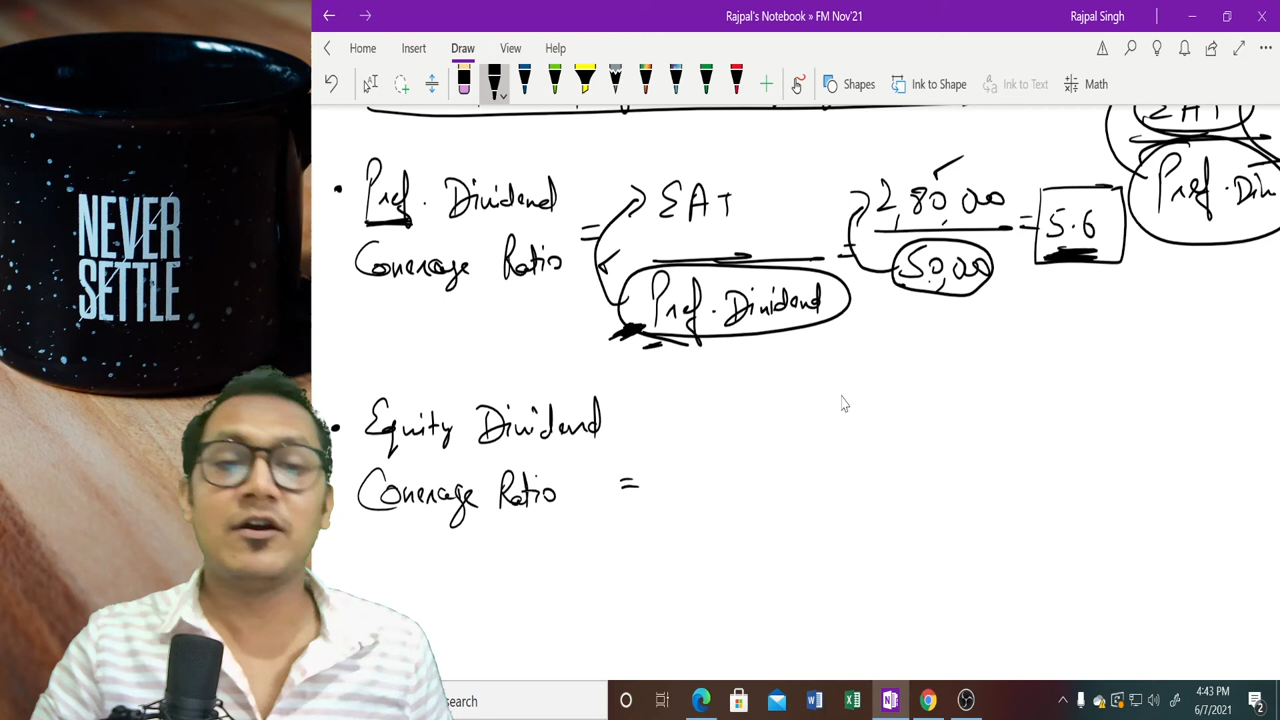 Rajpal's Notebook » FM Nov'21
Rajpal Singh
Home Insert Draw View Help
Shapes Ink to Shape Ink to Text Math
EAT
Pref. Div
• Pref. Dividend
Coverage Ratio
= EAT
Pref. Dividend
= 2,80,000
50,000
= 5.6
• Equity Dividend
Coverage Ratio =
NEVER
SETTLE
search
4:43 PM
6/7/2021
2